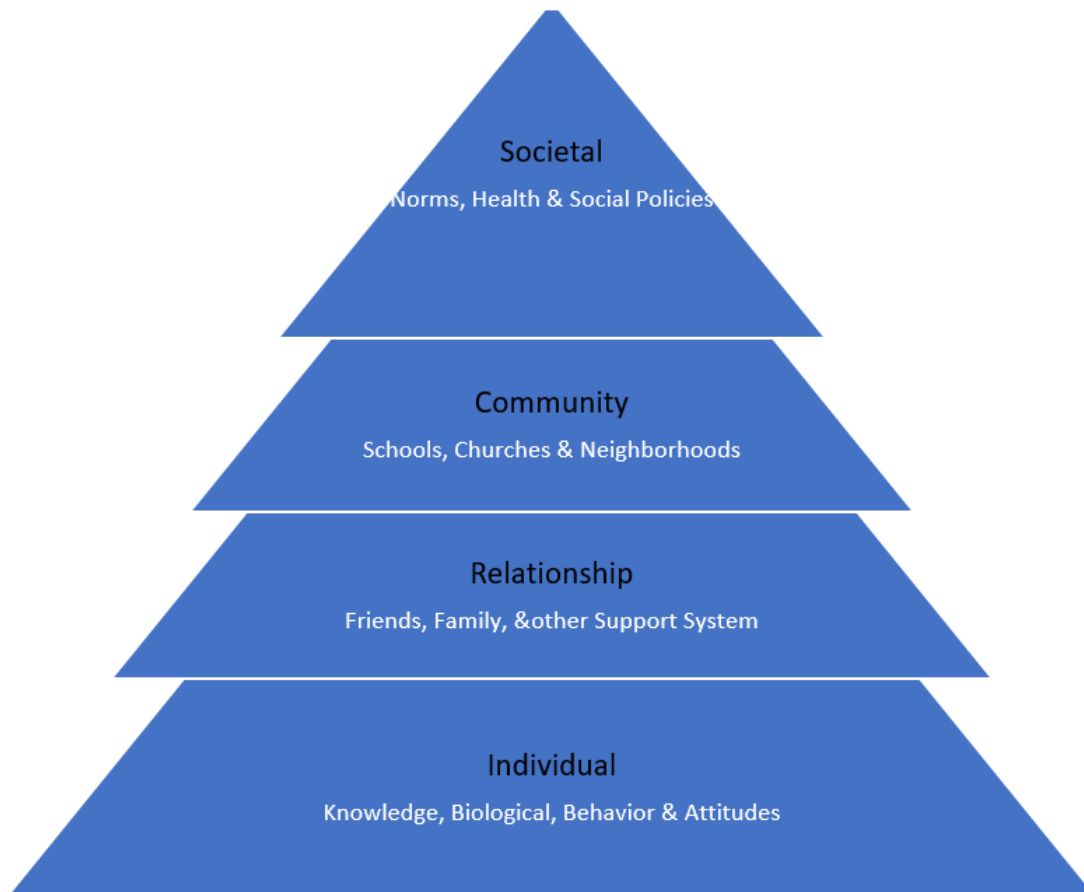 Societal
Norms, Health & Social Policies
Community
Schools, Churches & Neighborhoods
Relationship
Friends, Family, &other Support System
Individual
Knowledge, Biological, Behavior & Attitudes